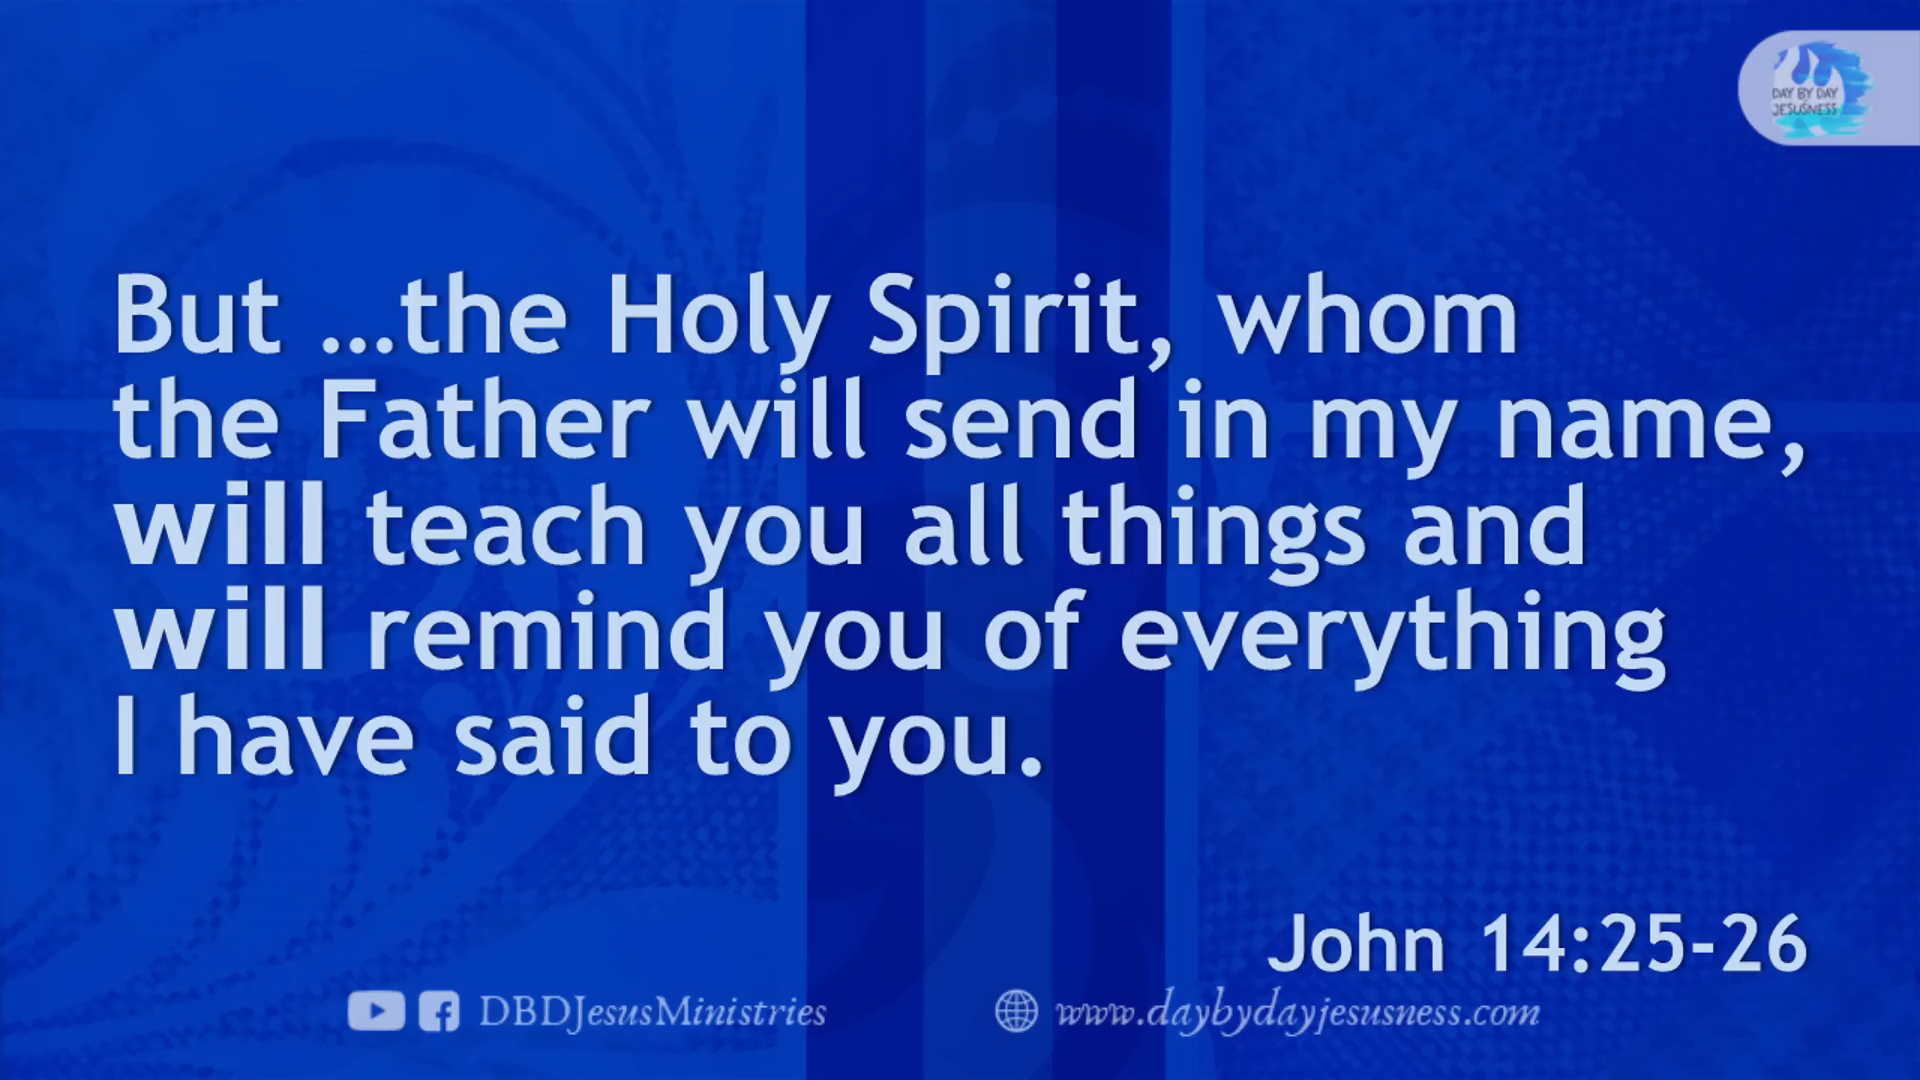 DAY BY DAY
JESUSNESS
But ...the Holy Spirit, whom
the Father will send in my name,
will teach you all things and
will remind you of everything
I have said to you.
John 14:25-26
DBDJesusMinistries
www.daybydayjesusness.com